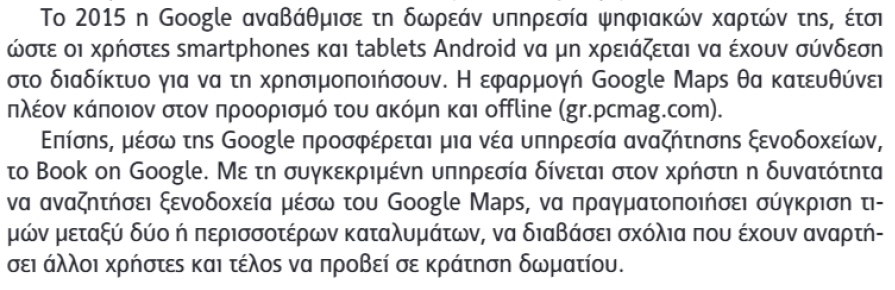 Το 2015 η Google αναβάθμισε τη δωρεάν υπηρεσία ψηφιακών χαρτών της, έτσι
ώστε οι χρήστες smartphones και tablets Android να μη χρειάζεται να έχουν σύνδεση
στο διαδίκτυο για να τη χρησιμοποιήσουν. Η εφαρμογή Google Maps θα κατευθύνει
πλέον κάποιον στον προορισμό του ακόμη και offline (gr.pcmag.com).
Επίσης, μέσω της Google προσφέρεται μια νέα υπηρεσία αναζήτησης ξενοδοχείων,
το Book on Google. Με τη συγκεκριμένη υπηρεσία δίνεται στον χρήστη η δυνατότητα
να αναζητήσει ξενοδοχεία μέσω του Google Maps, να πραγματοποιήσει σύγκριση τι-
μών μεταξύ δύο ή περισσοτέρων καταλυμάτων, να διαβάσει σχόλια που έχουν αναρτή-
σει άλλοι χρήστες και τέλος να προβεί σε κράτηση δωματίου.